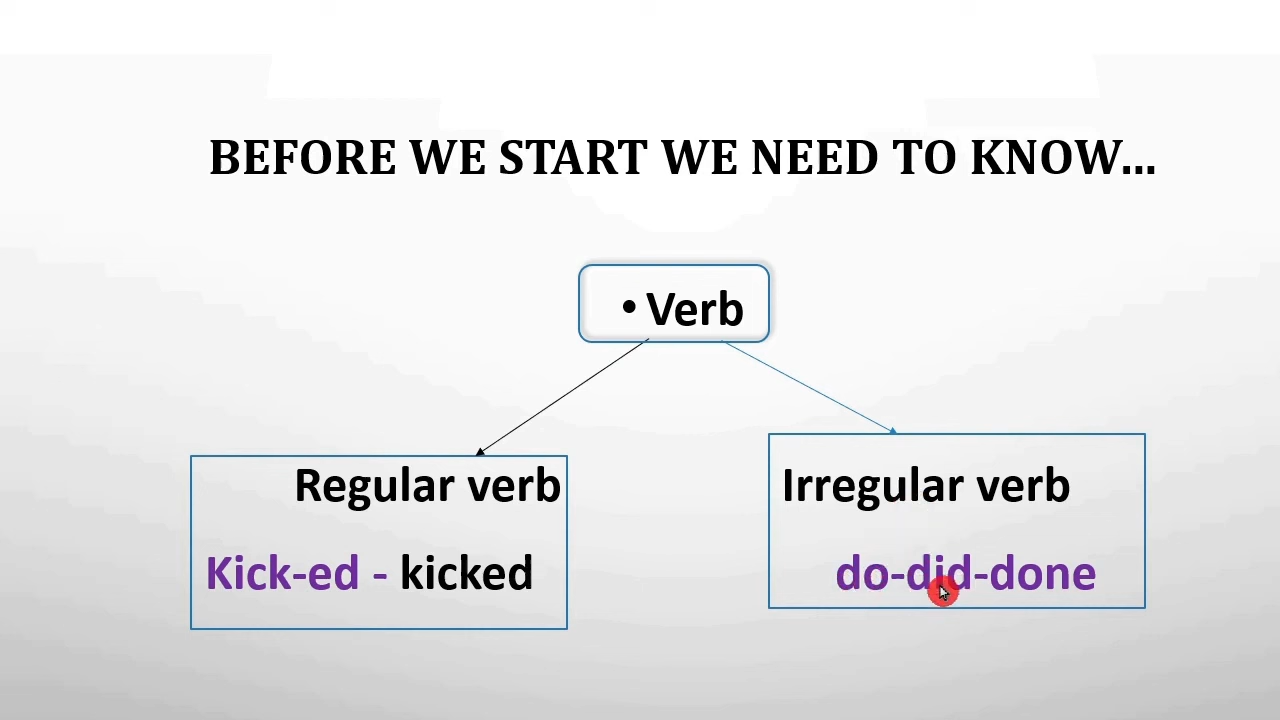 BEFORE WE START WE NEED TO KNOW...
• Verb
Regular verb
Kick-ed - kicked
Irregular verb
do-did-done